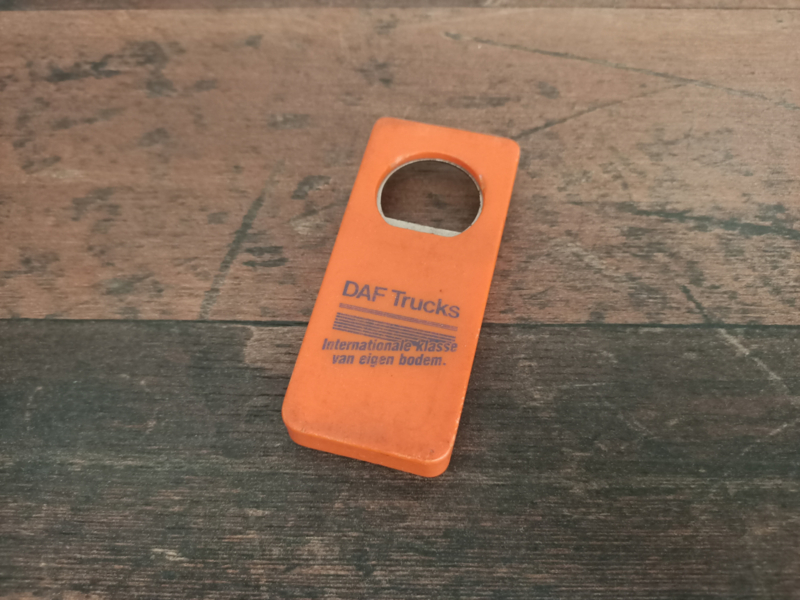 DAF Trucks
Internationale klasse
van eigen bodem.